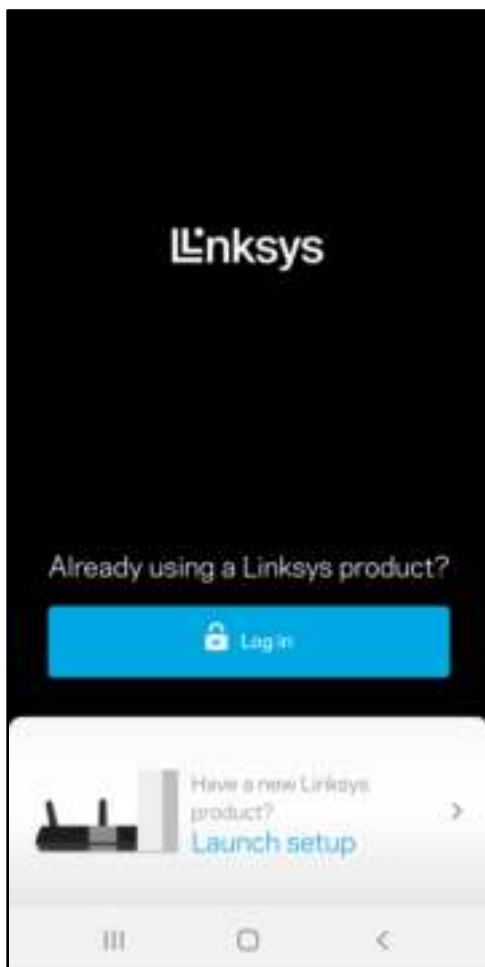 Linksys
Already using a Linksys product?
Log in
Have a new Linksys
product?
Launch setup